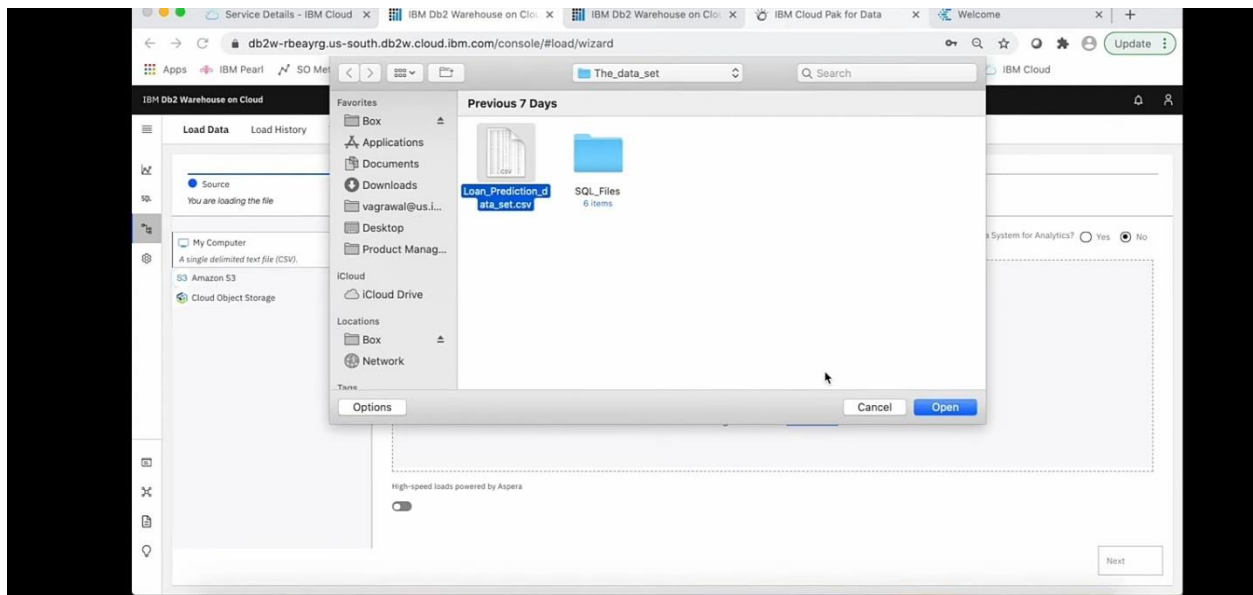 Service Details - IBM Cloud
IBM Db2 Warehouse on Clou
IBM Db2 Warehouse on Clou
IBM Cloud Pak for Data
Welcome
db2w-rbeayrg.us-south.db2w.cloud.ibm.com/console/#load/wizard
Update
Apps
IBM Pearl
SO Met
The_data_set
Search
IBM Cloud
IBM Db2 Warehouse on Cloud
Load Data
Load History
Source
You are loading the file
My Computer
A single delimited text file (CSV).
S3 Amazon S3
Cloud Object Storage
SQL
Favorites
Box
Applications
Documents
Downloads
vagrawal@us.i...
Desktop
Product Manag...
iCloud
iCloud Drive
Locations
Box
Network
Tags
Previous 7 Days
CSV
Loan_Prediction_d
ata_set.csv
SQL_Files
6 items
System for Analytics?
Yes
No
Options
Cancel
Open
High-speed loads powered by Aspera
Next